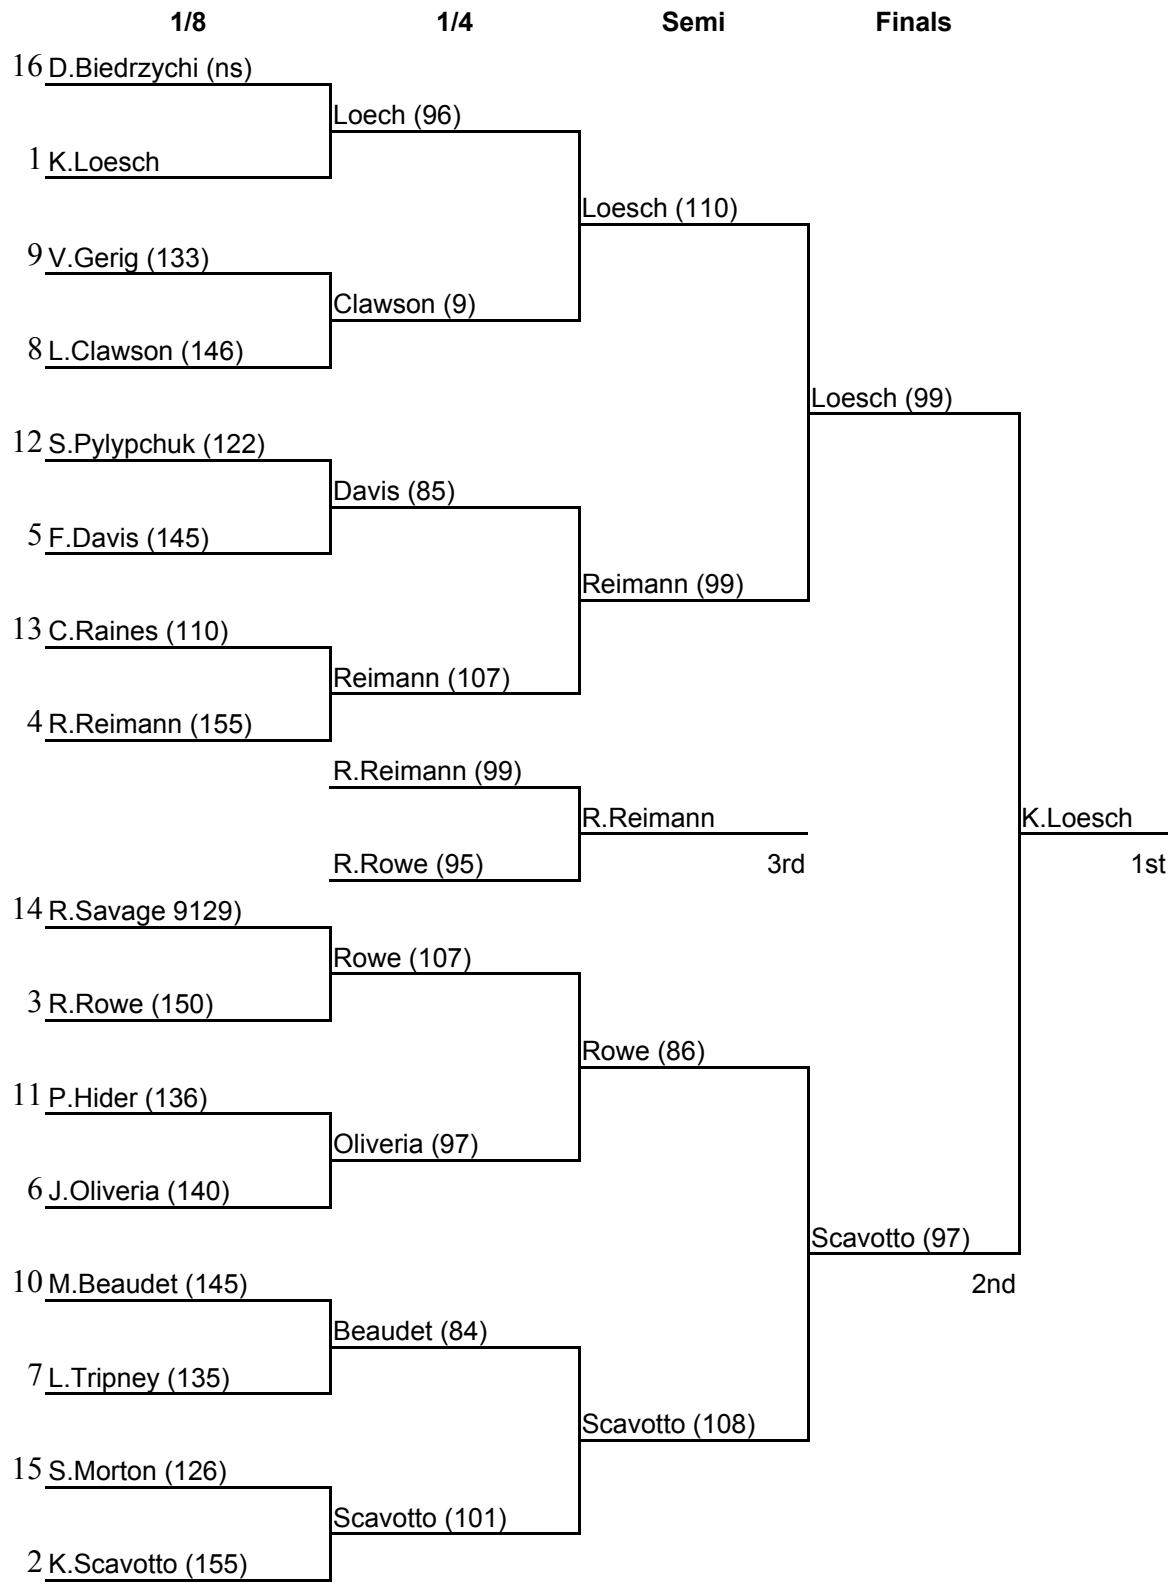 1/8 1/4 Semi Finals
16 D.Biedrzychi (ns)
Loech (96)
1 K.Loesch
Loesch (110)
9 V.Gerig (133)
Clawson (9)
8 L.Clawson (146)
Loesch (99)
12 S.Pylypchuk (122)
Davis (85)
5 F.Davis (145)
Reimann (99)
13 C.Raines (110)
Reimann (107)
4 R.Reimann (155)
R.Reimann (99)
R.Reimann K.Loesch
R.Rowe (95) 3rd 1st
14 R.Savage 9129)
Rowe (107)
3 R.Rowe (150)
Rowe (86)
11 P.Hider (136)
Oliveria (97)
6 J.Oliveria (140)
Scavotto (97)
10 M.Beaudet (145) 2nd
Beaudet (84)
7 L.Tripney (135)
Scavotto (108)
15 S.Morton (126)
Scavotto (101)
2 K.Scavotto (155)